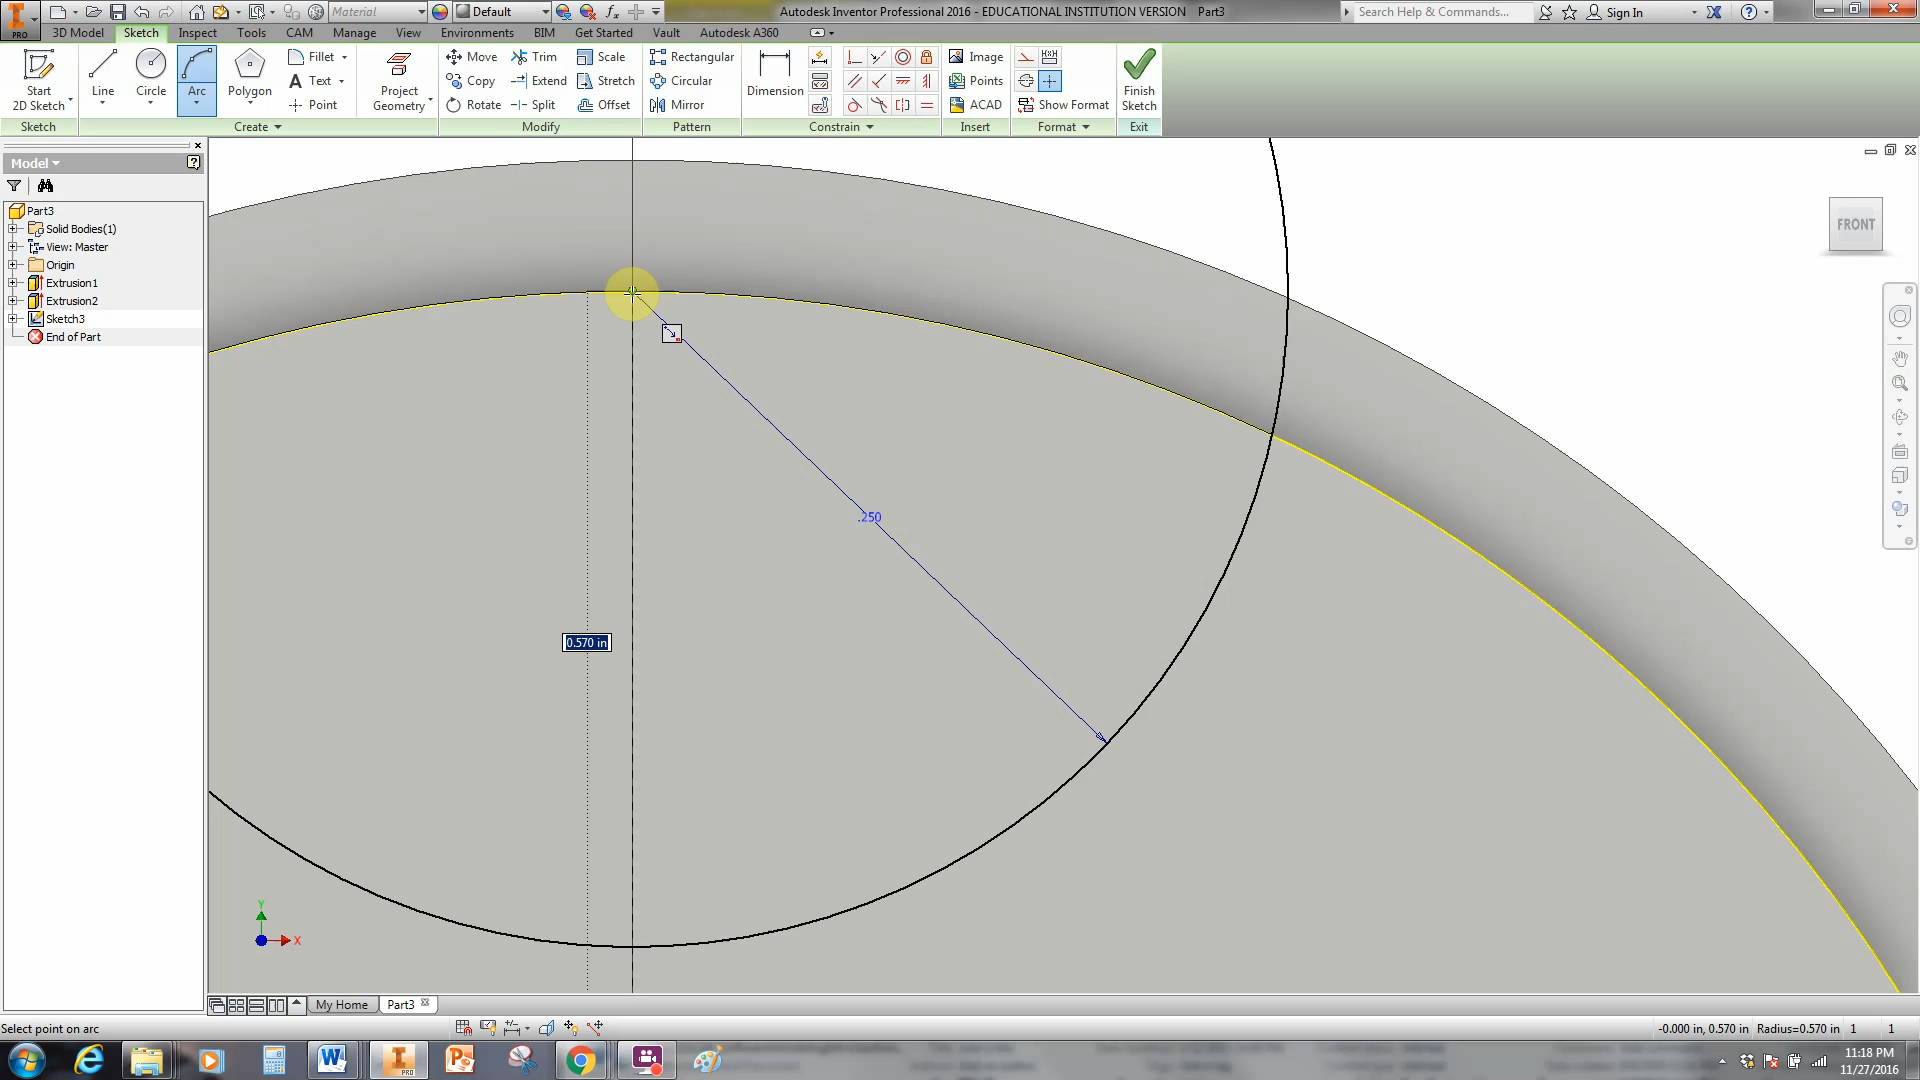 Material Default Autodesk Inventor Professional 2016 - EDUCATIONAL INSTITUTION VERSION Part3 Search Help & Commands... Sign In
PRO 3D Model Sketch Inspect Tools CAM Manage View Environments BIM Get Started Vault Autodesk A360
Start 2D Sketch Line Circle Arc Polygon Fillet Text Point Project Geometry
Move Copy Rotate Trim Extend Split Scale Stretch Offset
Rectangular Circular Mirror Dimension
Image Points ACAD Show Format Finish Sketch
Sketch Create Modify Pattern Constrain Insert Format Exit
Model
Part3
Solid Bodies(1)
View: Master
Origin
Extrusion1
Extrusion2
Sketch3
End of Part
FRONT
.250
0.570 in
Y
X
My Home Part3
Select point on arc -0.000 in, 0.570 in Radius=0.570 in 1 1
PRO
11:18 PM
11/27/2016